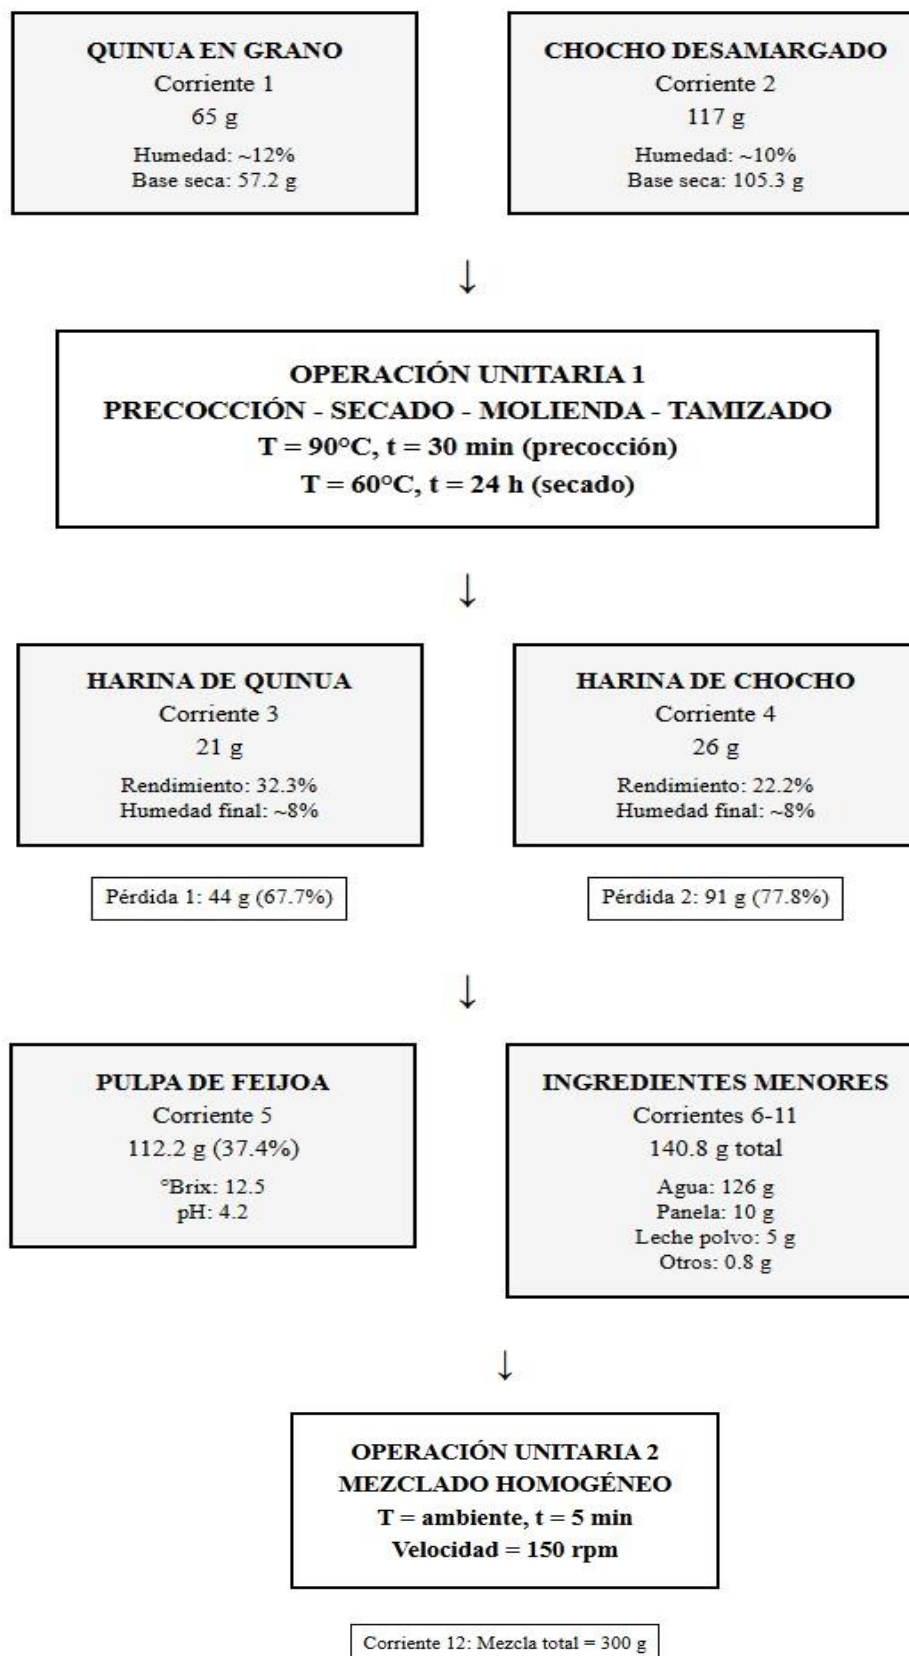 QUINUA EN GRANO
Corriente 1
65 g
Humedad: ~12%
Base seca: 57.2 g
CHOCHO DESAMARGADO
Corriente 2
117 g
Humedad: ~10%
Base seca: 105.3 g
↓
OPERACIÓN UNITARIA 1
PRECOCCIÓN - SECADO - MOLIENDA - TAMIZADO
T = 90°C, t = 30 min (precocción)
T = 60°C, t = 24 h (secado)
↓
HARINA DE QUINUA
Corriente 3
21 g
Rendimiento: 32.3%
Humedad final: ~8%
Pérdida 1: 44 g (67.7%)
HARINA DE CHOCHO
Corriente 4
26 g
Rendimiento: 22.2%
Humedad final: ~8%
Pérdida 2: 91 g (77.8%)
↓
PULPA DE FEIJOA
Corriente 5
112.2 g (37.4%)
°Brix: 12.5
pH: 4.2
INGREDIENTES MENORES
Corrientes 6-11
140.8 g total
Agua: 126 g
Panela: 10 g
Leche polvo: 5 g
Otros: 0.8 g
↓
OPERACIÓN UNITARIA 2
MEZCLADO HOMOGÉNEO
T = ambiente, t = 5 min
Velocidad = 150 rpm
Corriente 12: Mezcla total = 300 g